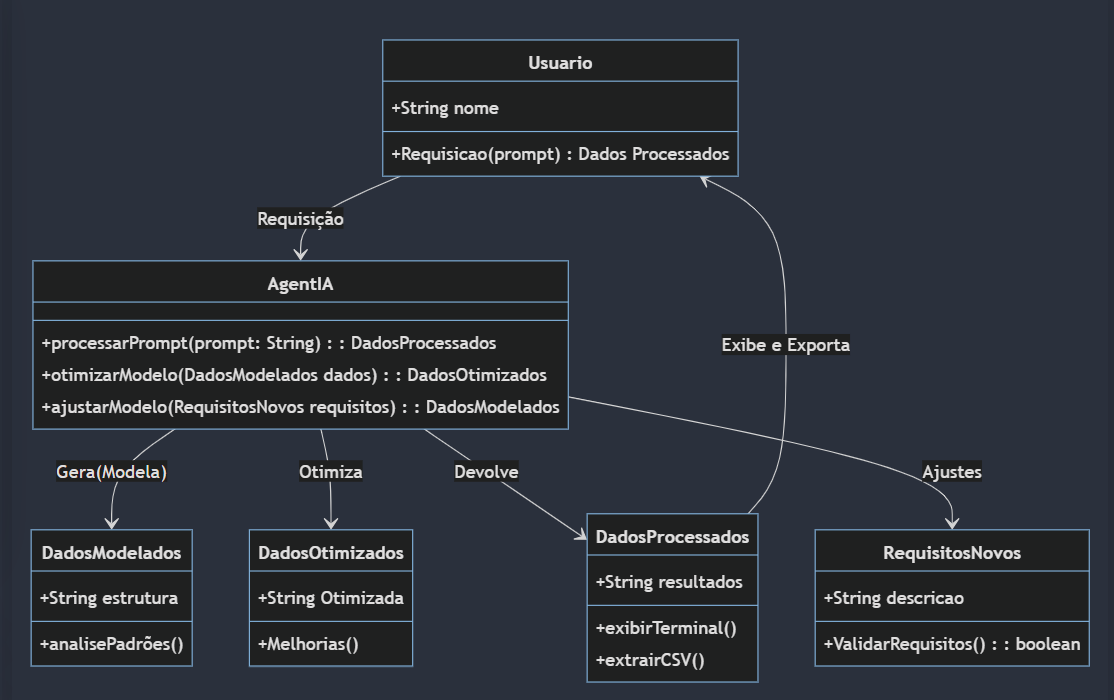 Usuario
+String nome
+Requisicao(prompt) : Dados Processados
Requisição
AgentIA
+processarPrompt(prompt: String) : : DadosProcessados
+otimizarModelo(DadosModelados dados) : : DadosOtimizados
+ajustarModelo(RequisitosNovos requisitos) : : DadosModelados
Exibe e Exporta
Gera(Modela)
Otimiza
Devolve
Ajustes
DadosModelados
+String estrutura
+analisePadrões()
DadosOtimizados
+String Otimizada
+Melhorias()
DadosProcessados
+String resultados
+exibirTerminal()
+extrairCSV()
RequisitosNovos
+String descricao
+ValidarRequisitos() : : boolean